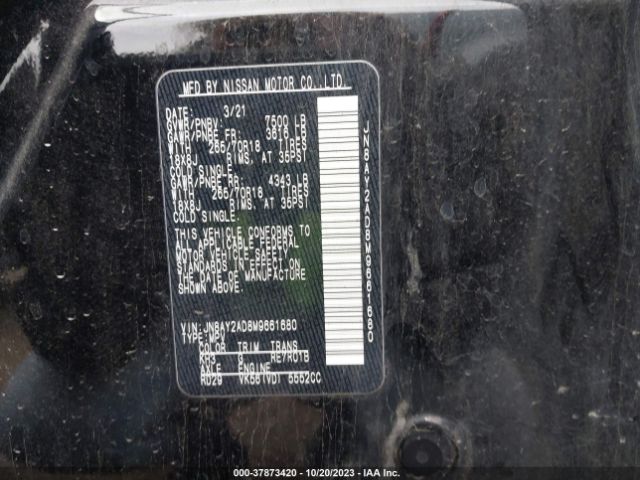 MFD BY NISSAN MOTOR CO.,LTD.
DATE: 3/21
GVWR/PNBV: 7500 LB
GAWR/PNBE FR: 3616 LB
WITH 265/70R18 TIRES
18X8J RIMS, AT 35PSI
COLD SINGLE
GAWR/PNBE RR 4343 LB
265/70R18 TIRES
18X8J RIMS, AT 35PSI
COLD SINGLE.
THIS VEHICLE CONFORMS TO
ALL APPLICABLE FEDERAL
MOTOR VEHICLE SAFETY
STANDARDS IN EFFECT ON
THE DATE OF MANUFACTURE
SHOWN ABOVE.
VIN:JN8AY2AD8M9661680
TYPE:MPV
COLOR TRIM TRANS
KH3 G RE7R01B
AXLE ENGINE
RD29 VK56(VD) 5552CC
JN8AY2AD8M9661680
000-37873420 | 10/20/2023 | IAA Inc.